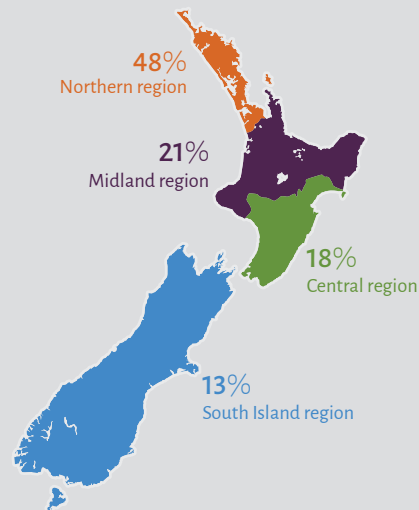 48%
Northern region
21%
Midland region
18%
Central region
13%
South Island region